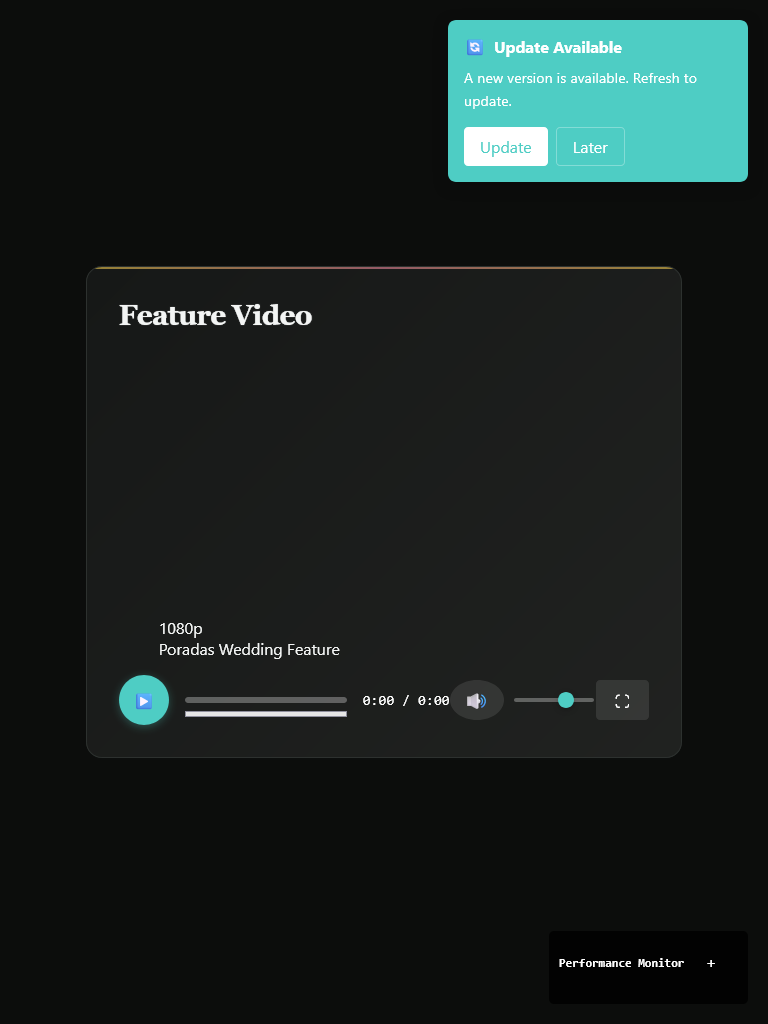 Update Available
A new version is available. Refresh to
update.
Update
Later
Feature Video
1080p
Poradas Wedding Feature
0:00 / 0:00
Performance Monitor +